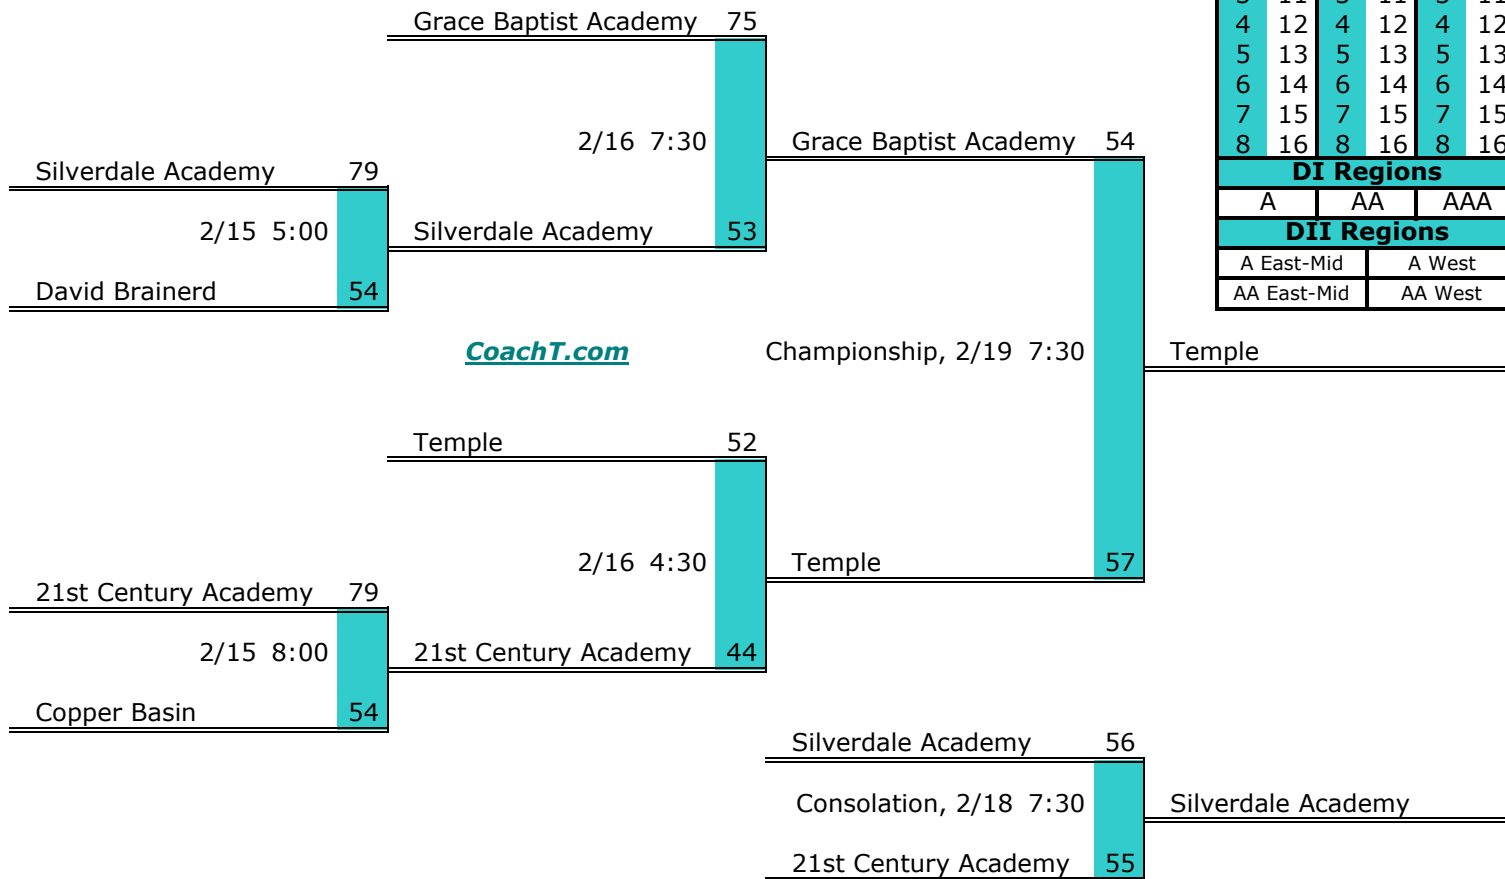 3 11 3 11 3 11
Grace Baptist Academy 75
4 12 4 12 4 12
5 13 5 13 5 13
6 14 6 14 6 14
7 15 7 15 7 15
2/16 7:30 Grace Baptist Academy 54
8 16 8 16 8 16
Silverdale Academy 79
DI Regions
A AA AAA
2/15 5:00 Silverdale Academy 53
DII Regions
A East-Mid A West
David Brainerd 54
AA East-Mid AA West
CoachT.com Championship, 2/19 7:30 Temple
Temple 52
2/16 4:30 Temple 57
21st Century Academy 79
2/15 8:00 21st Century Academy 44
Copper Basin 54
Silverdale Academy 56
Consolation, 2/18 7:30 Silverdale Academy
21st Century Academy 55